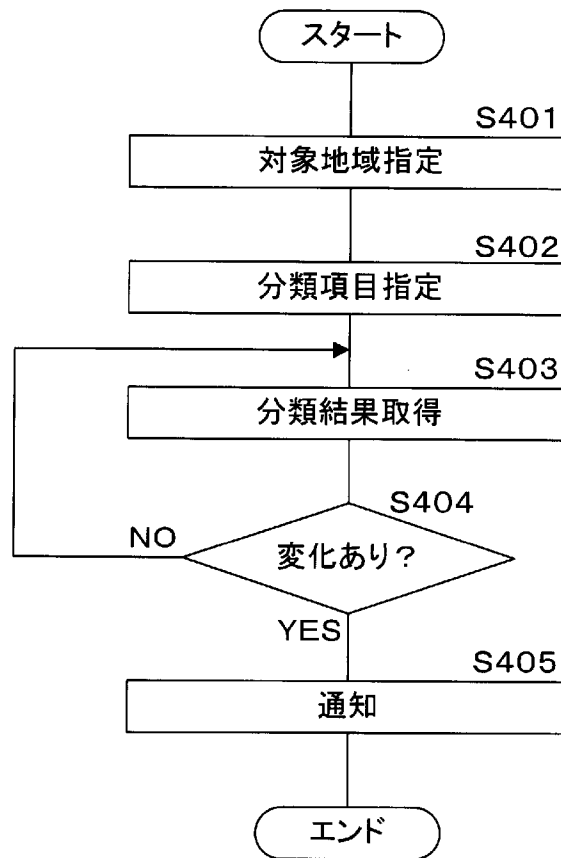 スタート
S401
対象地域指定
S402
分類項目指定
S403
分類結果取得
S404
変化あり?
NO
YES
S405
通知
エンド